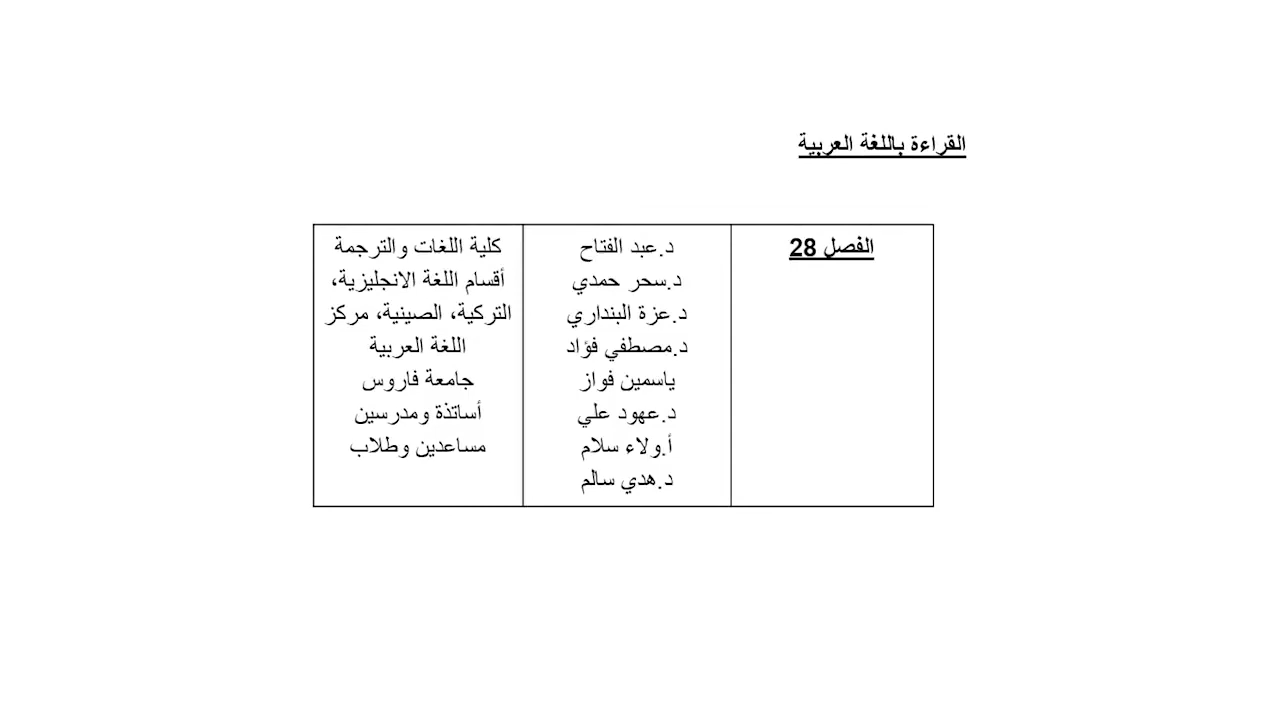 القراءة باللغة العربية
الفصل 28
د.عبد الفتاح
د.سحر حمدي
د.عزة البنداري
د.مصطفي فؤاد
ياسمين فواز
د.عهود علي
أ.ولاء سلام
د.هدي سالم
كلية اللغات والترجمة
أقسام اللغة الانجليزية،
التركية، الصينية، مركز
اللغة العربية
جامعة فاروس
أساتذة ومدرسين
مساعدين وطلاب